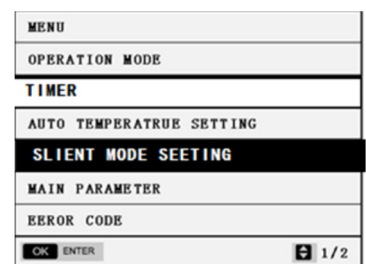 MENU
OPERATION MODE
TIMER
AUTO TEMPERATRUE SETTING
SLIENT MODE SEETING
MAIN PARAMETER
EEROR CODE
OK ENTER 1/2